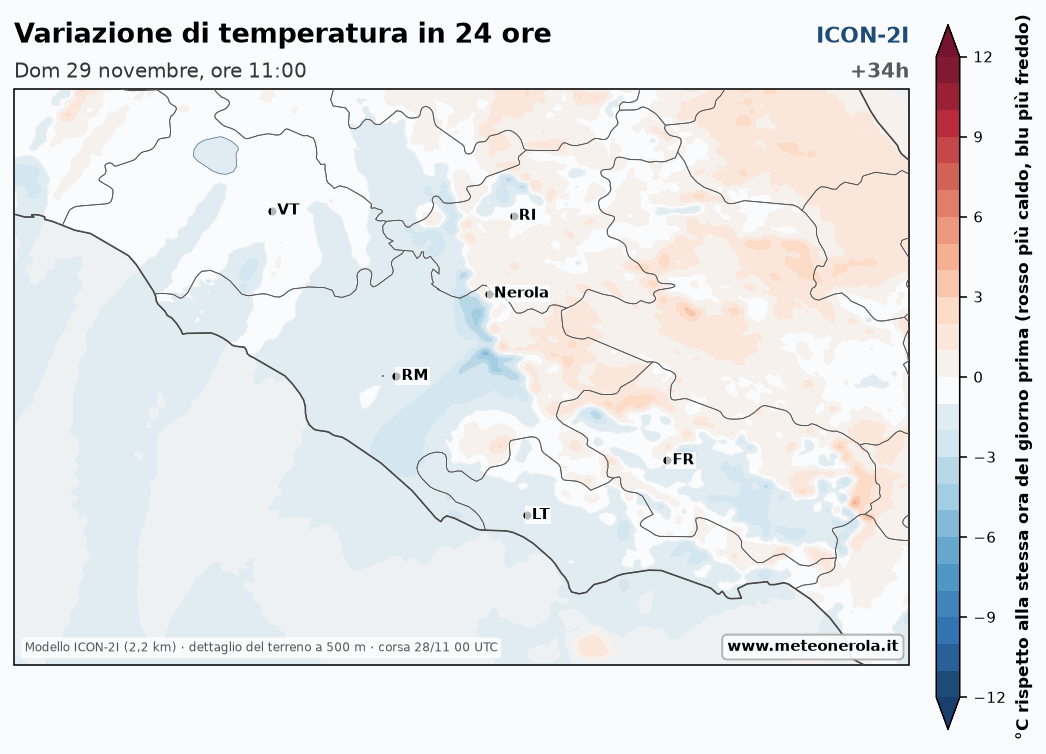 Variazione di temperatura in 24 ore
ICON-2I
Dom 29 novembre, ore 11:00
+34h
VT
RI
Nerola
RM
FR
LT
Modello ICON-2I (2,2 km) · dettaglio del terreno a 500 m · corsa 28/11 00 UTC
www.meteonerola.it
12
9
6
3
0
−3
−6
−9
−12
°C rispetto alla stessa ora del giorno prima (rosso più caldo, blu più freddo)